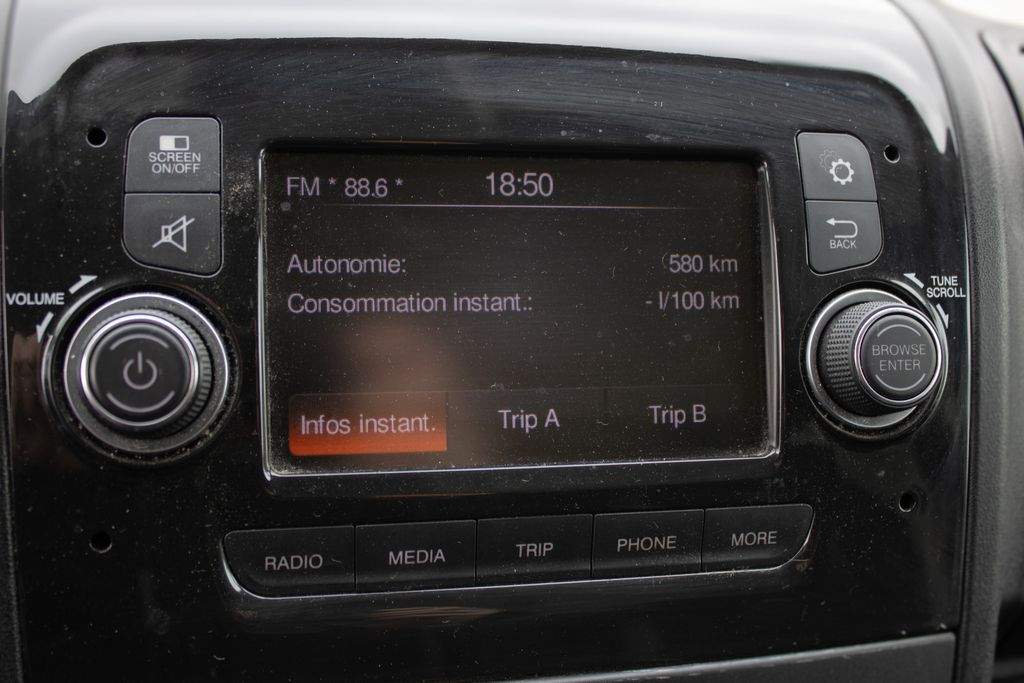 SCREEN
ON/OFF
FM * 88.6 *
18:50
BACK
VOLUME
TUNE
SCROLL
Autonomie: 580 km
Consommation instant.: - l/100 km
BROWSE
ENTER
Infos instant. Trip A Trip B
RADIO MEDIA TRIP PHONE MORE